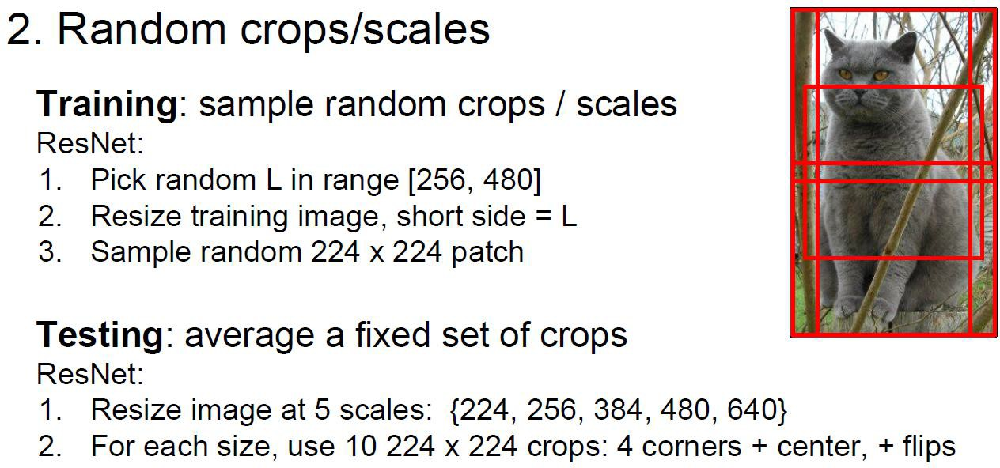 2. Random crops/scales
Training: sample random crops / scales
ResNet:
1. Pick random L in range [256, 480]
2. Resize training image, short side = L
3. Sample random 224 x 224 patch
Testing: average a fixed set of crops
ResNet:
1. Resize image at 5 scales: {224, 256, 384, 480, 640}
2. For each size, use 10 224 x 224 crops: 4 corners + center, + flips